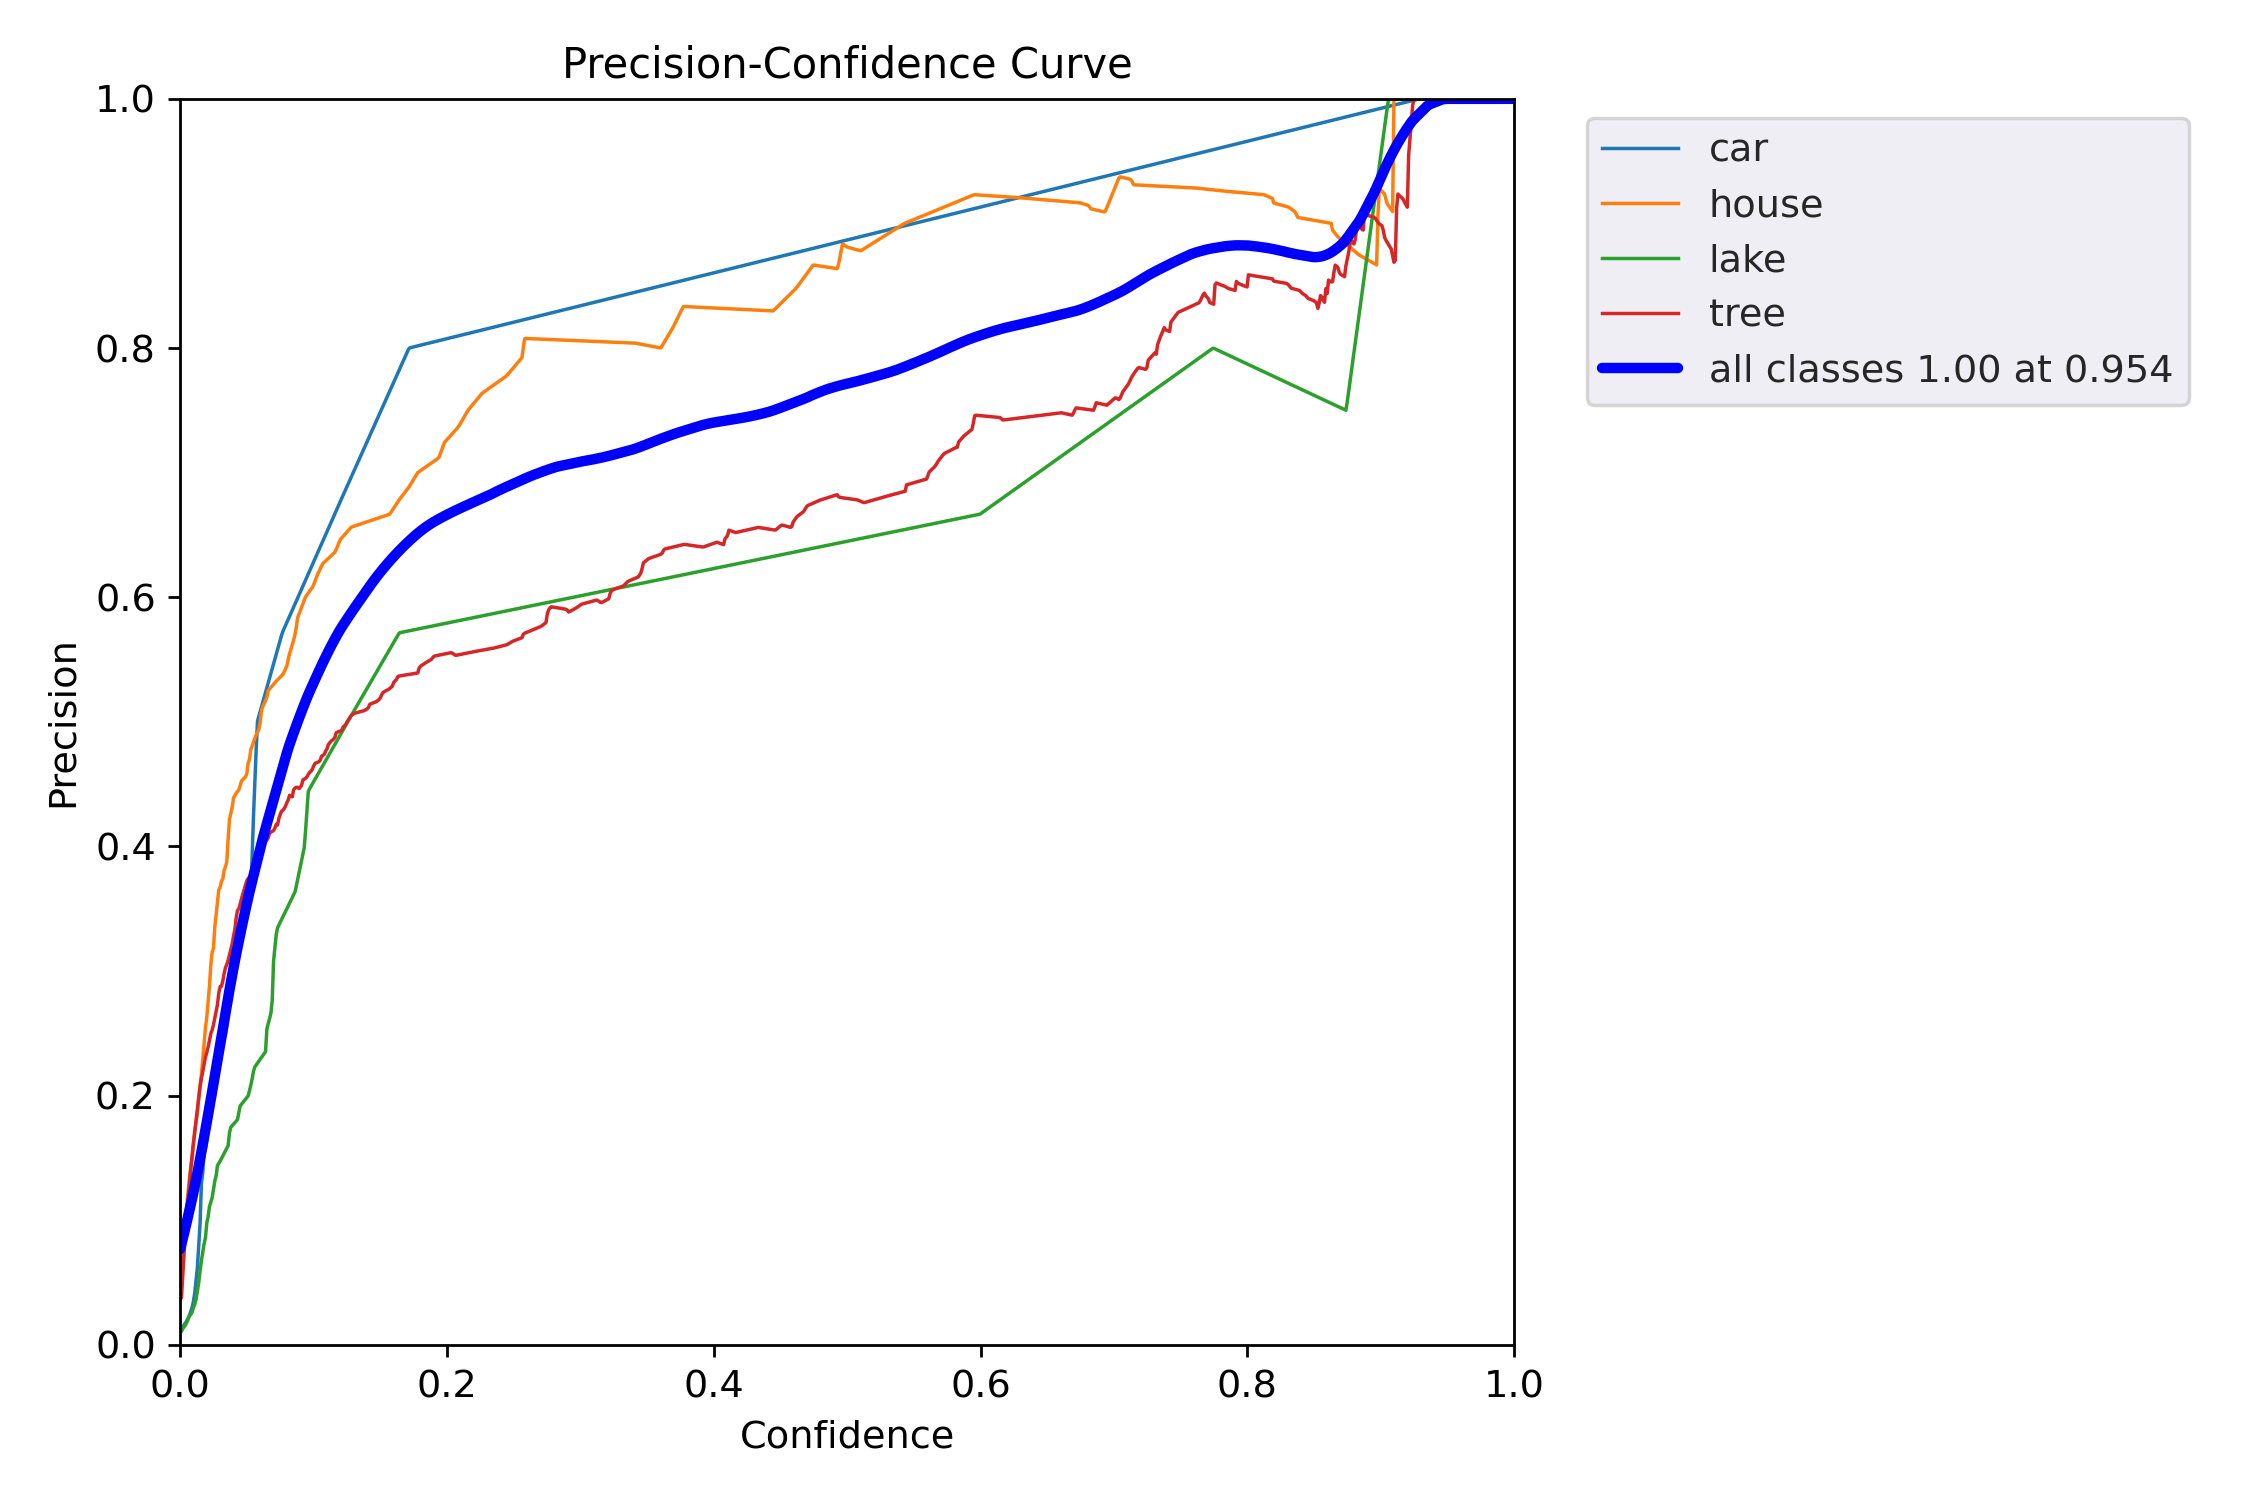 Precision-Confidence Curve
1.0
0.8
0.6
0.4
0.2
0.0
Precision
0.0 0.2 0.4 0.6 0.8 1.0
Confidence
car
house
lake
tree
all classes 1.00 at 0.954